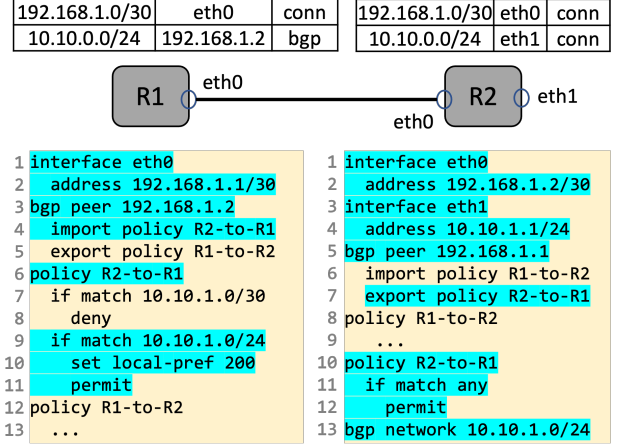 192.168.1.0/30 eth0 conn
10.10.0.0/24 192.168.1.2 bgp
192.168.1.0/30 eth0 conn
10.10.0.0/24 eth1 conn
R1
eth0
eth0
R2
eth1
1 interface eth0
2 address 192.168.1.1/30
3 bgp peer 192.168.1.2
4 import policy R2-to-R1
5 export policy R1-to-R2
6 policy R2-to-R1
7 if match 10.10.1.0/30
8 deny
9 if match 10.10.1.0/24
10 set local-pref 200
11 permit
12 policy R1-to-R2
13 ...
1 interface eth0
2 address 192.168.1.2/30
3 interface eth1
4 address 10.10.1.1/24
5 bgp peer 192.168.1.1
6 import policy R1-to-R2
7 export policy R2-to-R1
8 policy R1-to-R2
9 ...
10 policy R2-to-R1
11 if match any
12 permit
13 bgp network 10.10.1.0/24